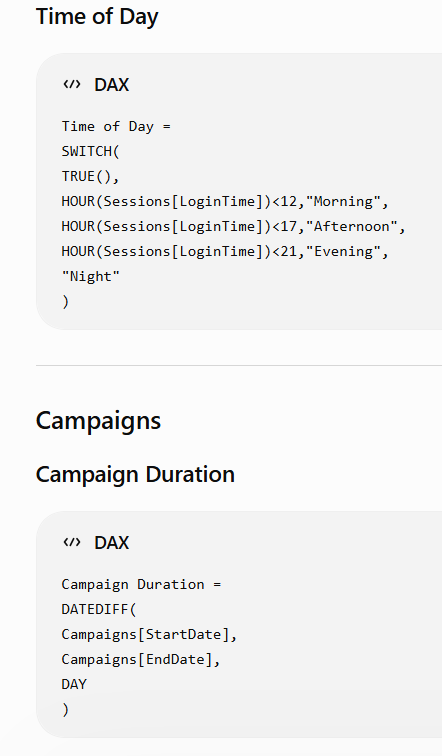 Time of Day
</> DAX
Time of Day =
SWITCH(
TRUE(),
HOUR(Sessions[LoginTime])<12,"Morning",
HOUR(Sessions[LoginTime])<17,"Afternoon",
HOUR(Sessions[LoginTime])<21,"Evening",
"Night"
)
Campaigns
Campaign Duration
</> DAX
Campaign Duration =
DATEDIFF(
Campaigns[StartDate],
Campaigns[EndDate],
DAY
)